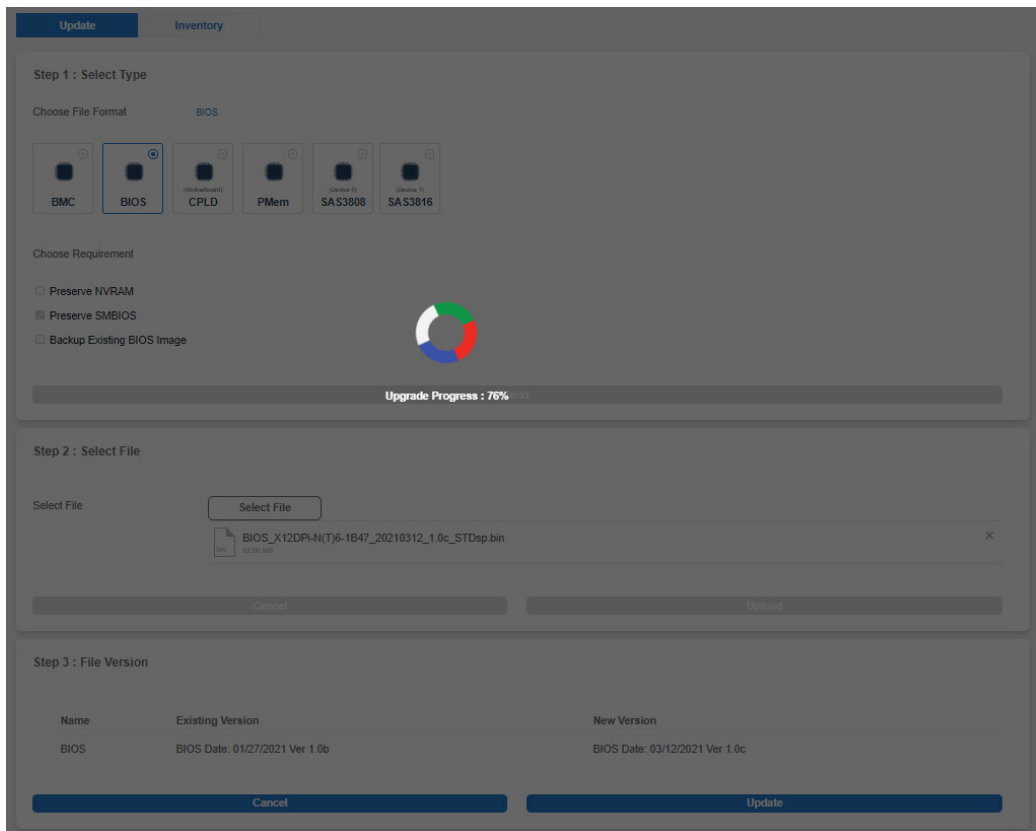 Update Inventory
Step 1 : Select Type
Choose File Format BIOS
(Motherboard) (Device 0) (Device 1)
BMC BIOS CPLD PMem SAS3808 SAS3816
Choose Requirement
Preserve NVRAM
Preserve SMBIOS
Backup Existing BIOS Image
Upgrade Progress : 76%
Step 2 : Select File
Select File Select File
BIOS_X12DPi-N(T)6-1B47_20210312_1.0c_STDsp.bin
32.00 MB
Cancel Upload
Step 3 : File Version
Name Existing Version New Version
BIOS BIOS Date: 01/27/2021 Ver 1.0b BIOS Date: 03/12/2021 Ver 1.0c
Cancel Update